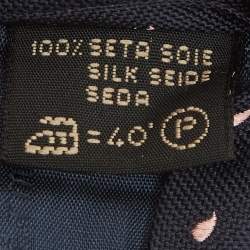 100% SETA SOIE
SILK SEIDE
SEDA
= 40° P